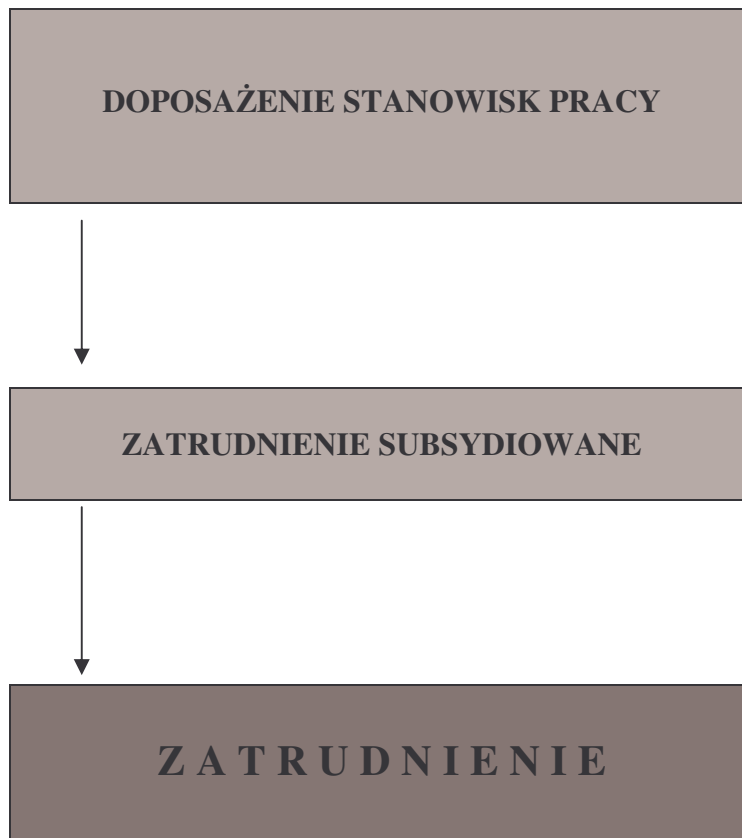 DOPOSAŻENIE STANOWISK PRACY
ZATRUDNIENIE SUBSYDIOWANE
Z A T R U D N I E N I E